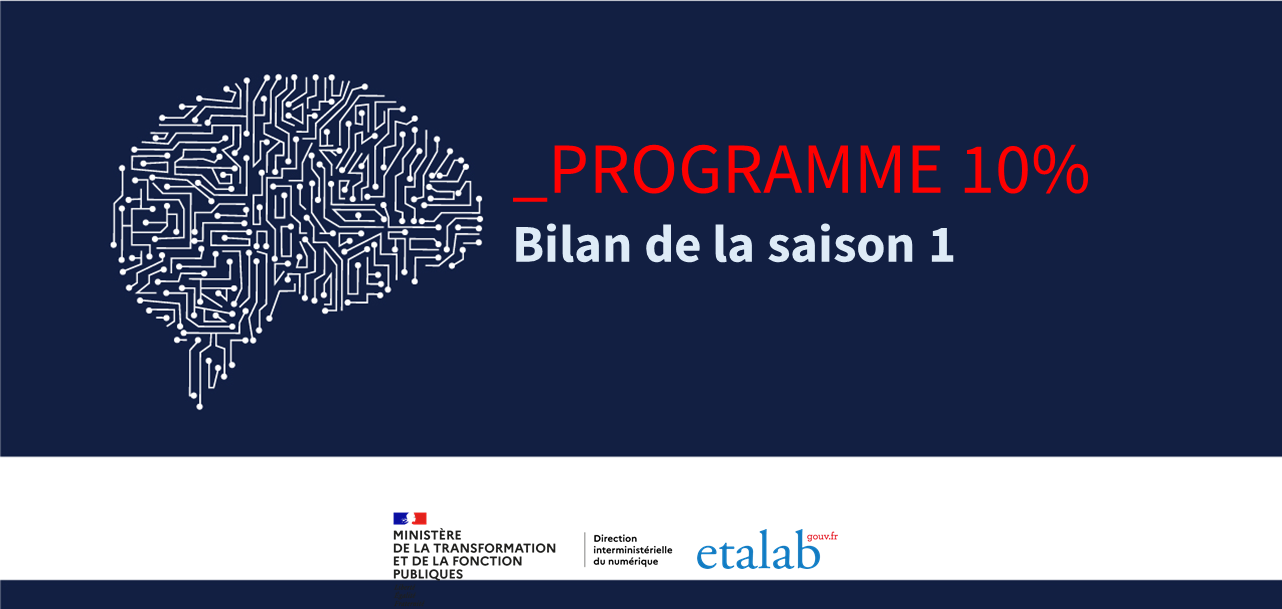 _PROGRAMME 10%
Bilan de la saison 1
MINISTÈRE
DE LA TRANSFORMATION
ET DE LA FONCTION
PUBLIQUES
Direction
interministérielle
du numérique
etalab gouv.fr